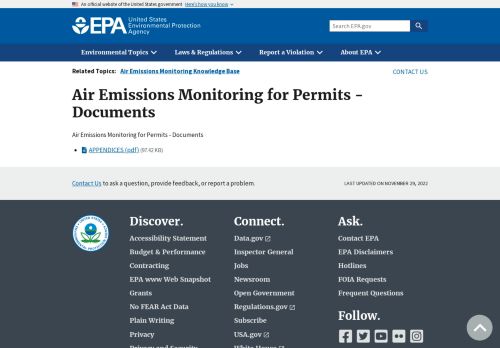 An official website of the United States government Here's how you know
EPA United States
Environmental Protection
Agency
Search EPA.gov
Environmental Topics Laws & Regulations Report a Violation About EPA
Related Topics: Air Emissions Monitoring Knowledge Base
CONTACT US
Air Emissions Monitoring for Permits -
Documents
Air Emissions Monitoring for Permits - Documents
APPENDICES (pdf) (97.42 KB)
Contact Us to ask a question, provide feedback, or report a problem.
LAST UPDATED ON NOVEMBER 29, 2022
Discover.
Accessibility Statement
Budget & Performance
Contracting
EPA www Web Snapshot
Grants
No FEAR Act Data
Plain Writing
Privacy
Privacy and Security
Connect.
Data.gov
Inspector General
Jobs
Newsroom
Open Government
Regulations.gov
Subscribe
USA.gov
White House
Ask.
Contact EPA
EPA Disclaimers
Hotlines
FOIA Requests
Frequent Questions
Follow.